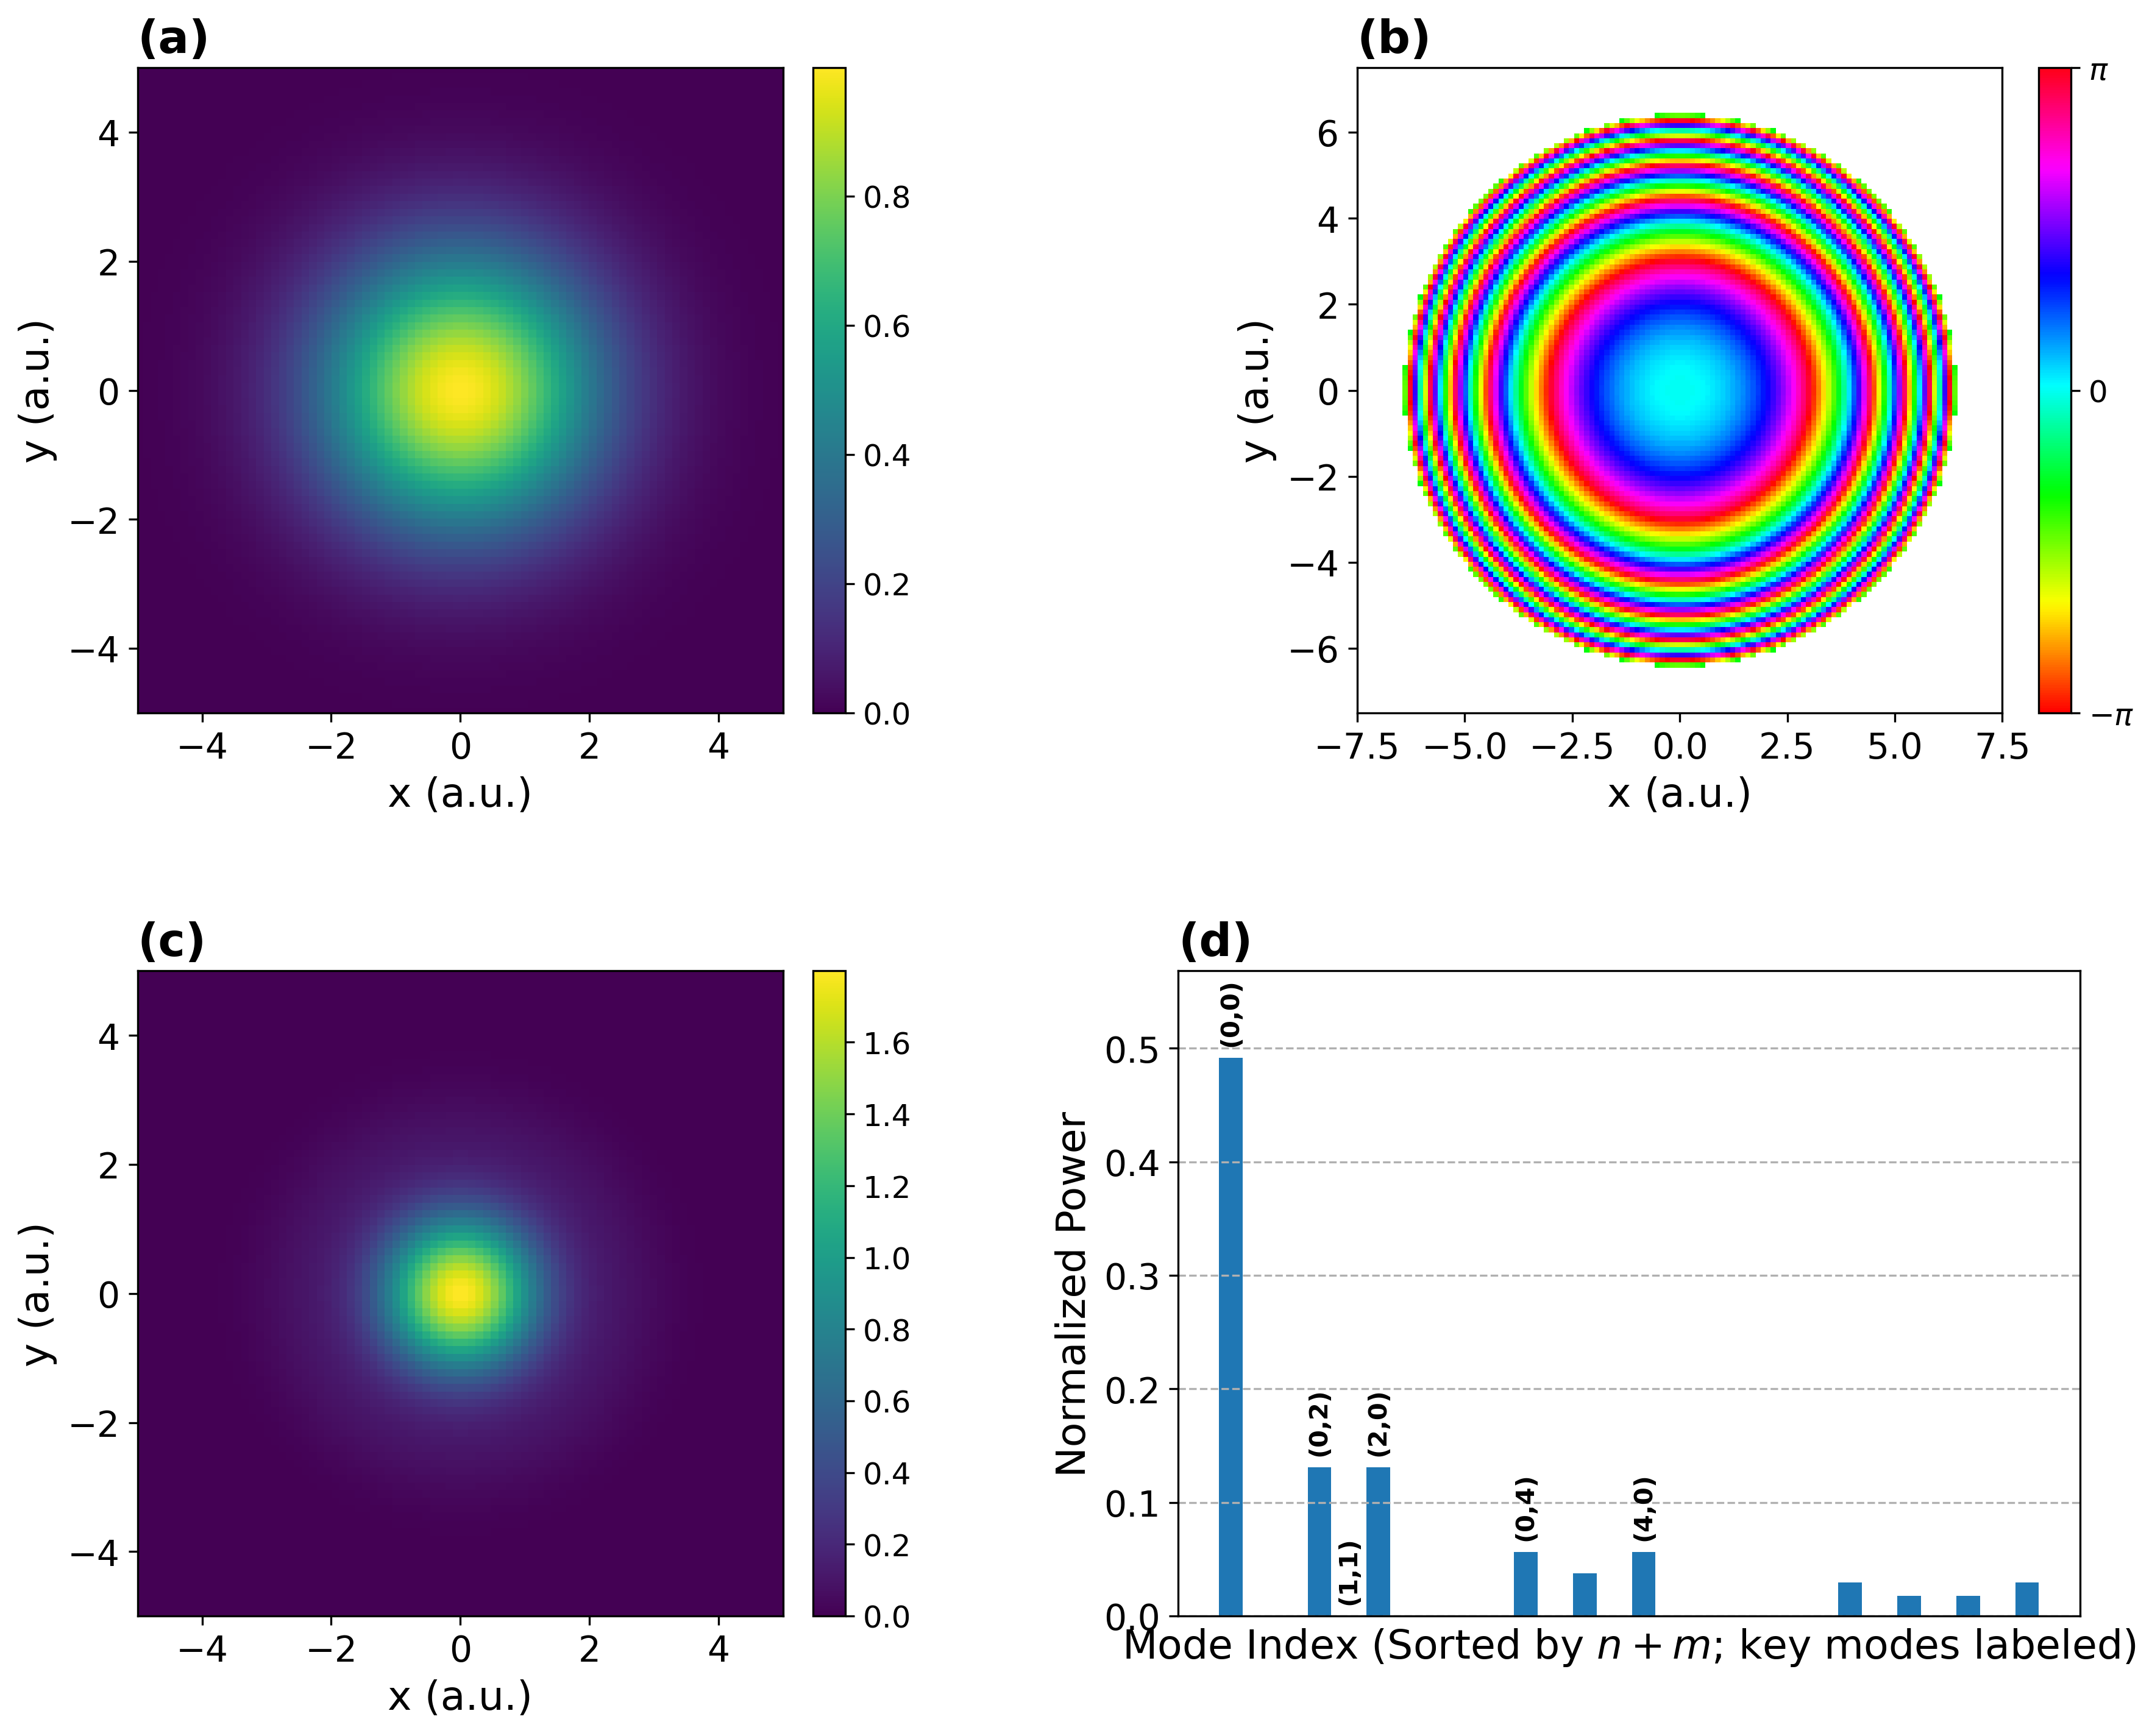 (a)
4
2
0
−2
−4
y (a.u.)
−4 −2 0 2 4
x (a.u.)
0.8
0.6
0.4
0.2
0.0
(b)
6
4
2
0
−2
−4
−6
y (a.u.)
−7.5 −5.0 −2.5 0.0 2.5 5.0 7.5
x (a.u.)
π
0
−π
(c)
4
2
0
−2
−4
y (a.u.)
−4 −2 0 2 4
x (a.u.)
1.6
1.4
1.2
1.0
0.8
0.6
0.4
0.2
0.0
(d)
0.5
0.4
0.3
0.2
0.1
0.0
Normalized Power
(0,0)
(0,2)
(1,1)
(2,0)
(0,4)
(4,0)
Mode Index (Sorted by n + m; key modes labeled)